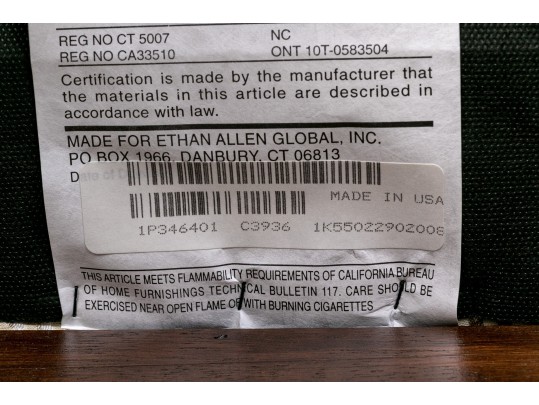 REG NO CT 5007 NC
REG NO CA33510 ONT 10T-0583504
Certification is made by the manufacturer that
the materials in this article are described in
accordance with law.
MADE FOR ETHAN ALLEN GLOBAL, INC.
PO BOX 1966, DANBURY, CT 06813
Date of D
MADE IN USA
1P346401 C3936 1K55022902008
THIS ARTICLE MEETS FLAMMABILITY REQUIREMENTS OF CALIFORNIA BUREAU
OF HOME FURNISHINGS TECHNICAL BULLETIN 117. CARE SHOULD BE
EXERCISED NEAR OPEN FLAME OR WITH BURNING CIGARETTES